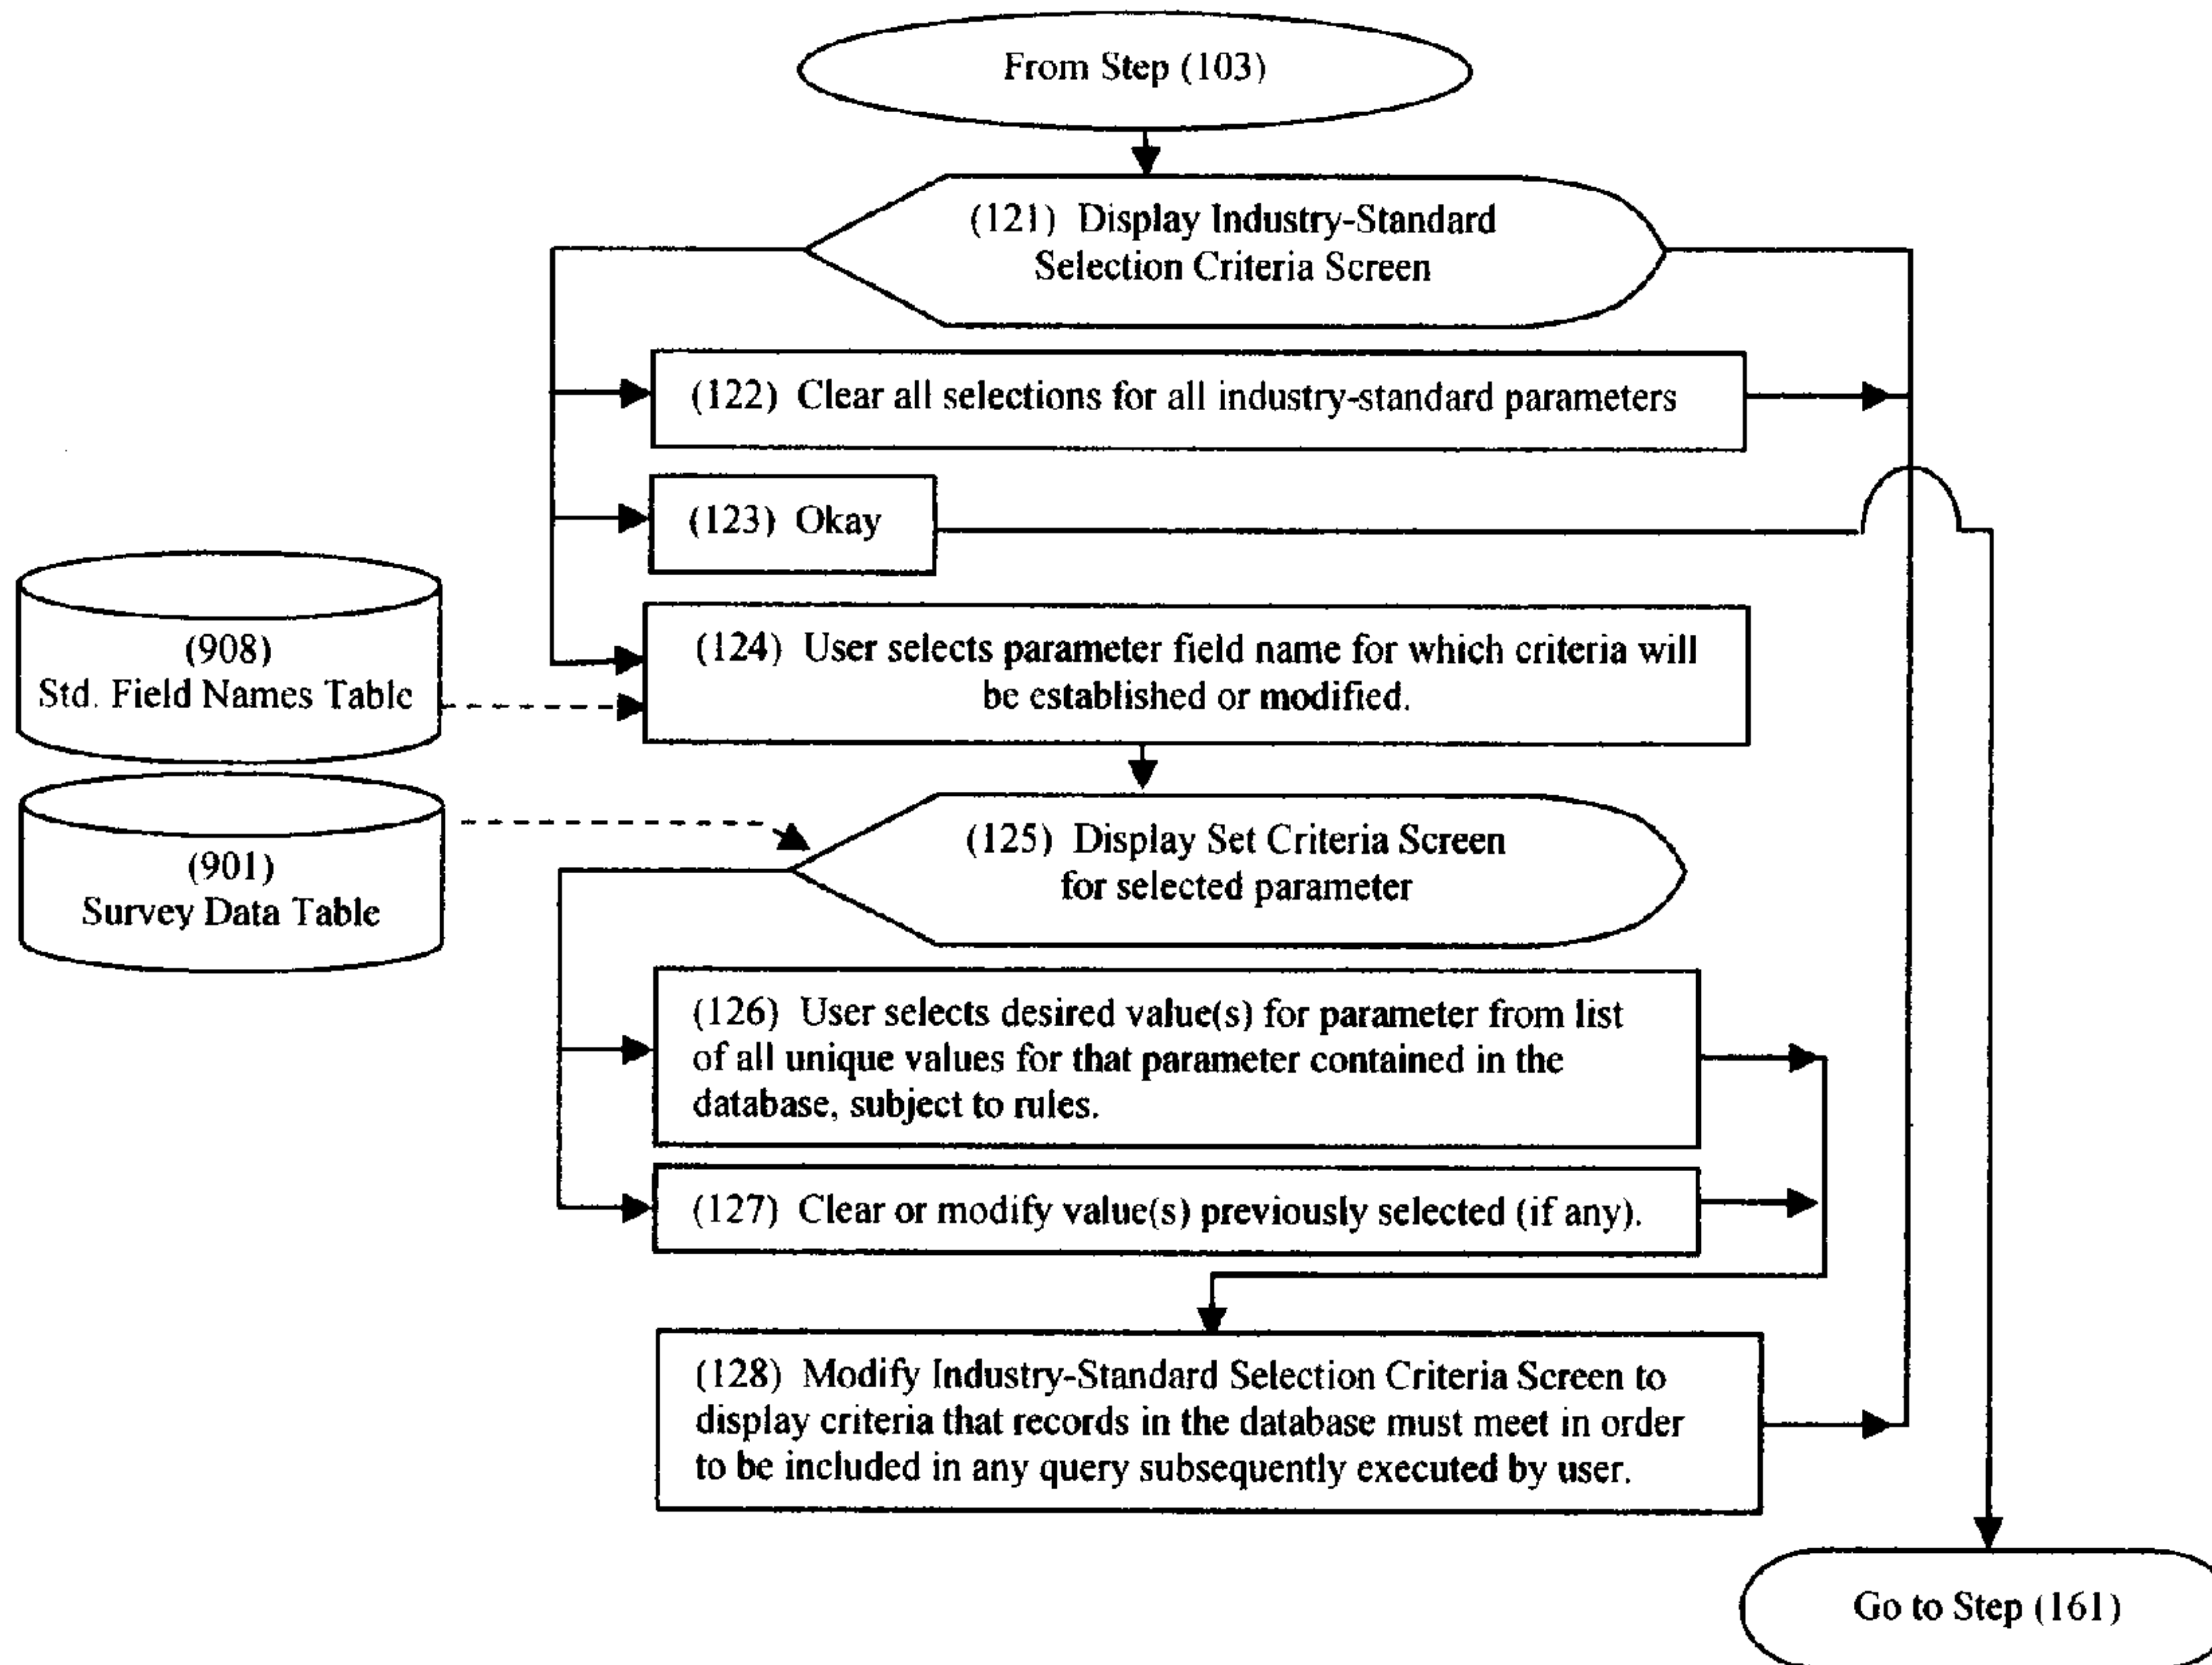 From Step (103)
(121) Display Industry-Standard
Selection Criteria Screen
(122) Clear all selections for all industry-standard parameters
(123) Okay
(908)
Std. Field Names Table
(124) User selects parameter field name for which criteria will
be established or modified.
(901)
Survey Data Table
(125) Display Set Criteria Screen
for selected parameter
(126) User selects desired value(s) for parameter from list
of all unique values for that parameter contained in the
database, subject to rules.
(127) Clear or modify value(s) previously selected (if any).
(128) Modify Industry-Standard Selection Criteria Screen to
display criteria that records in the database must meet in order
to be included in any query subsequently executed by user.
Go to Step (161)